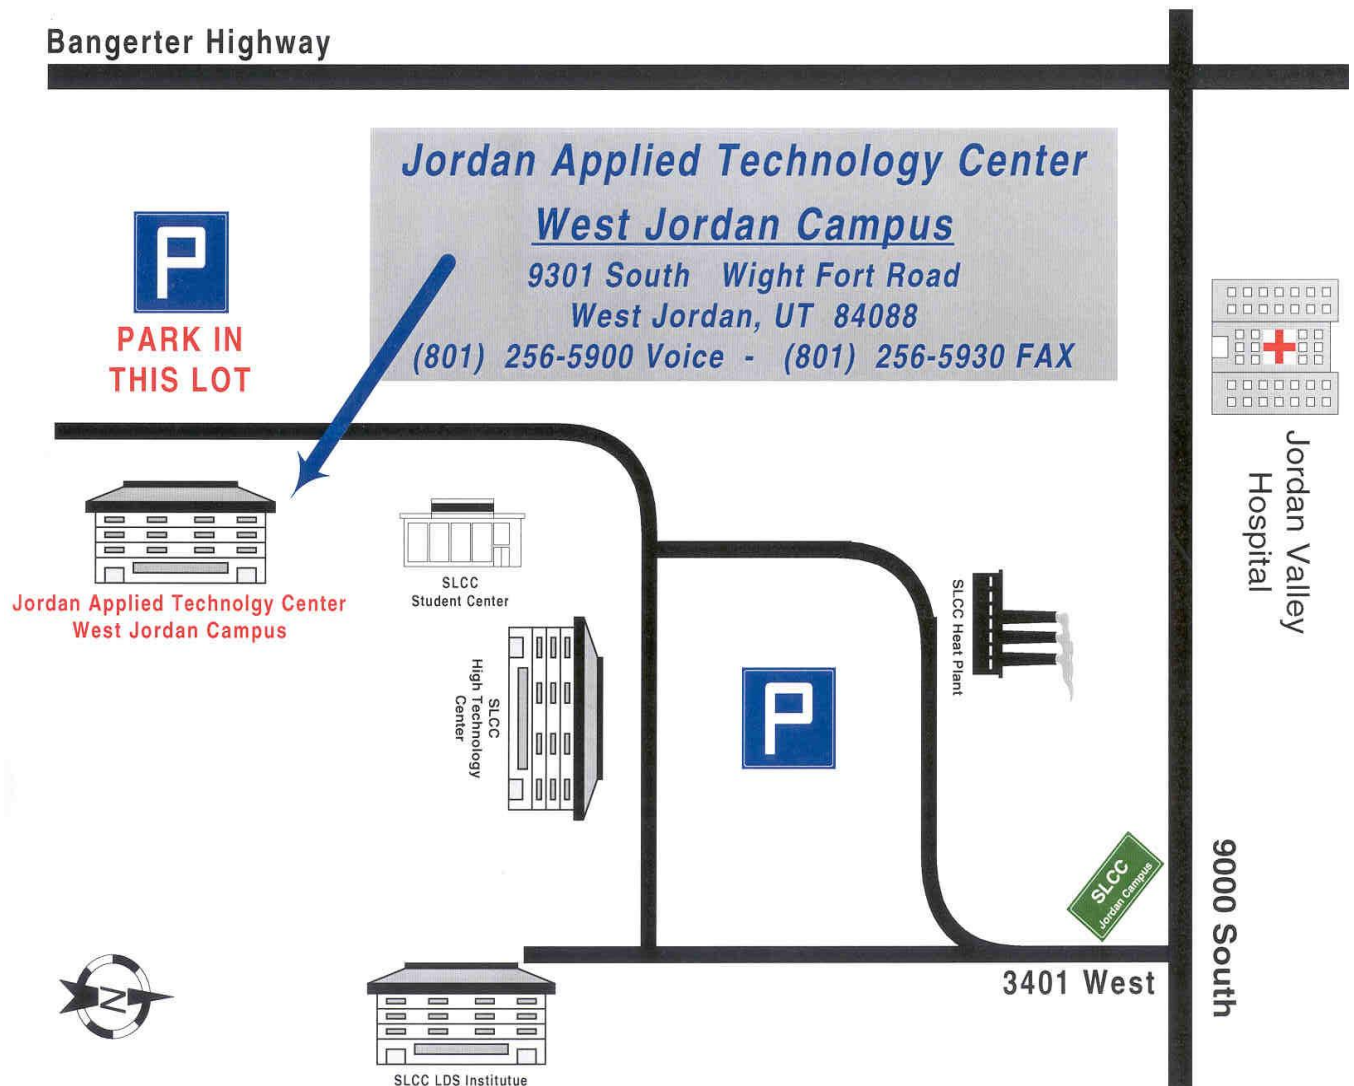 Bangerter Highway
Jordan Applied Technology Center
West Jordan Campus
9301 South Wight Fort Road
West Jordan, UT 84088
(801) 256-5900 Voice - (801) 256-5930 FAX
P
PARK IN
THIS LOT
Jordan Valley
Hospital
Jordan Applied Technolgy Center
West Jordan Campus
SLCC
Student Center
SLCC
High Technology
Center
SLCC Heat Plant
P
SLCC
Jordan Campus
9000 South
3401 West
N
SLCC LDS Institutue